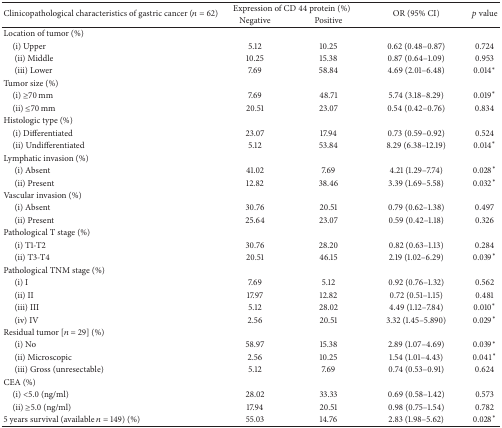 Clinicopathological characteristics of gastric cancer (n = 62) Expression of CD 44 protein (%) OR (95% CI) p value
Negative Positive
Location of tumor (%)
(i) Upper 5.12 10.25 0.62 (0.48–0.87) 0.724
(ii) Middle 10.25 15.38 0.87 (0.64–1.09) 0.953
(iii) Lower 7.69 58.84 4.69 (2.01–6.48) 0.014*
Tumor size (%)
(i) ≥70 mm 7.69 48.71 5.74 (3.18–8.29) 0.019*
(ii) ≤70 mm 20.51 23.07 0.54 (0.42–0.76) 0.834
Histologic type (%)
(i) Differentiated 23.07 17.94 0.73 (0.59–0.92) 0.524
(ii) Undifferentiated 5.12 53.84 8.29 (6.38–12.19) 0.014*
Lymphatic invasion (%)
(i) Absent 41.02 7.69 4.21 (1.29–7.74) 0.028*
(ii) Present 12.82 38.46 3.39 (1.69–5.58) 0.032*
Vascular invasion (%)
(i) Absent 30.76 20.51 0.79 (0.62–1.38) 0.497
(ii) Present 25.64 23.07 0.59 (0.42–1.18) 0.326
Pathological T stage (%)
(i) T1-T2 30.76 28.20 0.82 (0.63–1.13) 0.284
(ii) T3-T4 20.51 46.15 2.19 (1.02–6.29) 0.039*
Pathological TNM stage (%)
(i) I 7.69 5.12 0.92 (0.76–1.32) 0.562
(ii) II 17.97 12.82 0.72 (0.51–1.15) 0.481
(iii) III 5.12 28.02 4.49 (1.12–7.84) 0.010*
(iv) IV 2.56 20.51 3.32 (1.45–5.890) 0.029*
Residual tumor [n = 29] (%)
(i) No 58.97 15.38 2.89 (1.07–4.69) 0.039*
(ii) Microscopic 2.56 10.25 1.54 (1.01–4.43) 0.041*
(iii) Gross (unresectable) 5.12 7.69 0.74 (0.53–0.91) 0.624
CEA (%)
(i) <5.0 (ng/ml) 28.02 33.33 0.69 (0.58–1.42) 0.573
(ii) ≥5.0 (ng/ml) 17.94 20.51 0.98 (0.75–1.54) 0.782
5 years survival (available n = 149) (%) 55.03 14.76 2.83 (1.98–5.62) 0.028*